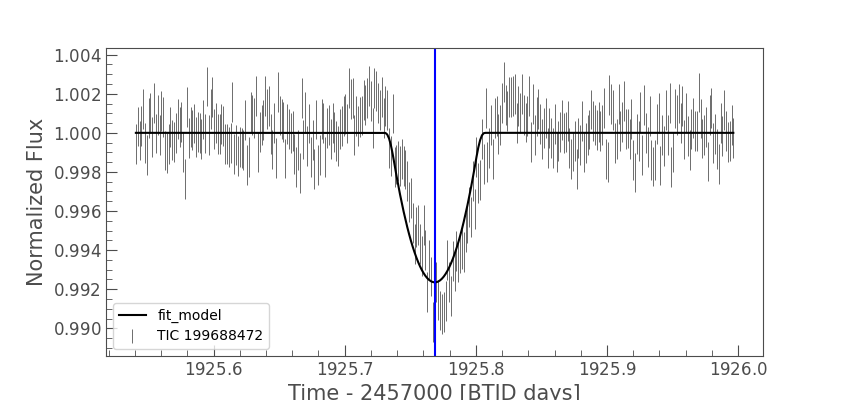 1.004
1.002
1.000
0.998
0.996
0.994
0.992
0.990
Normalized Flux
fit_model
TIC 199688472
1925.6 1925.7 1925.8 1925.9 1926.0
Time - 2457000 [BTJD days]